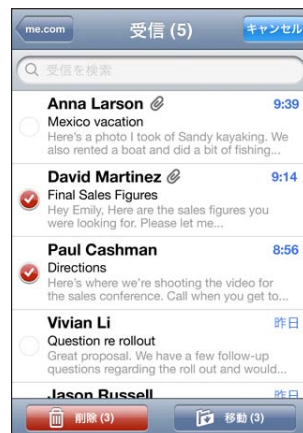 me.com
受信 (5)
キャンセル
受信を検索
Anna Larson
9:39
Mexico vacation
Here's a photo I took of Sandy kayaking. We
also rented a boat and did a bit of fishing...
David Martinez
9:14
Final Sales Figures
Hey Emily, Here are the sales figures you
were looking for. Please let me...
Paul Cashman
8:56
Directions
Here's where we're shooting the video for
the sales conference. Call when you get to...
Vivian Li
昨日
Question re rollout
Great proposal. We have a few follow-up
questions regarding the roll out and would...
Jason Russell
昨日
削除 (3)
移動 (3)